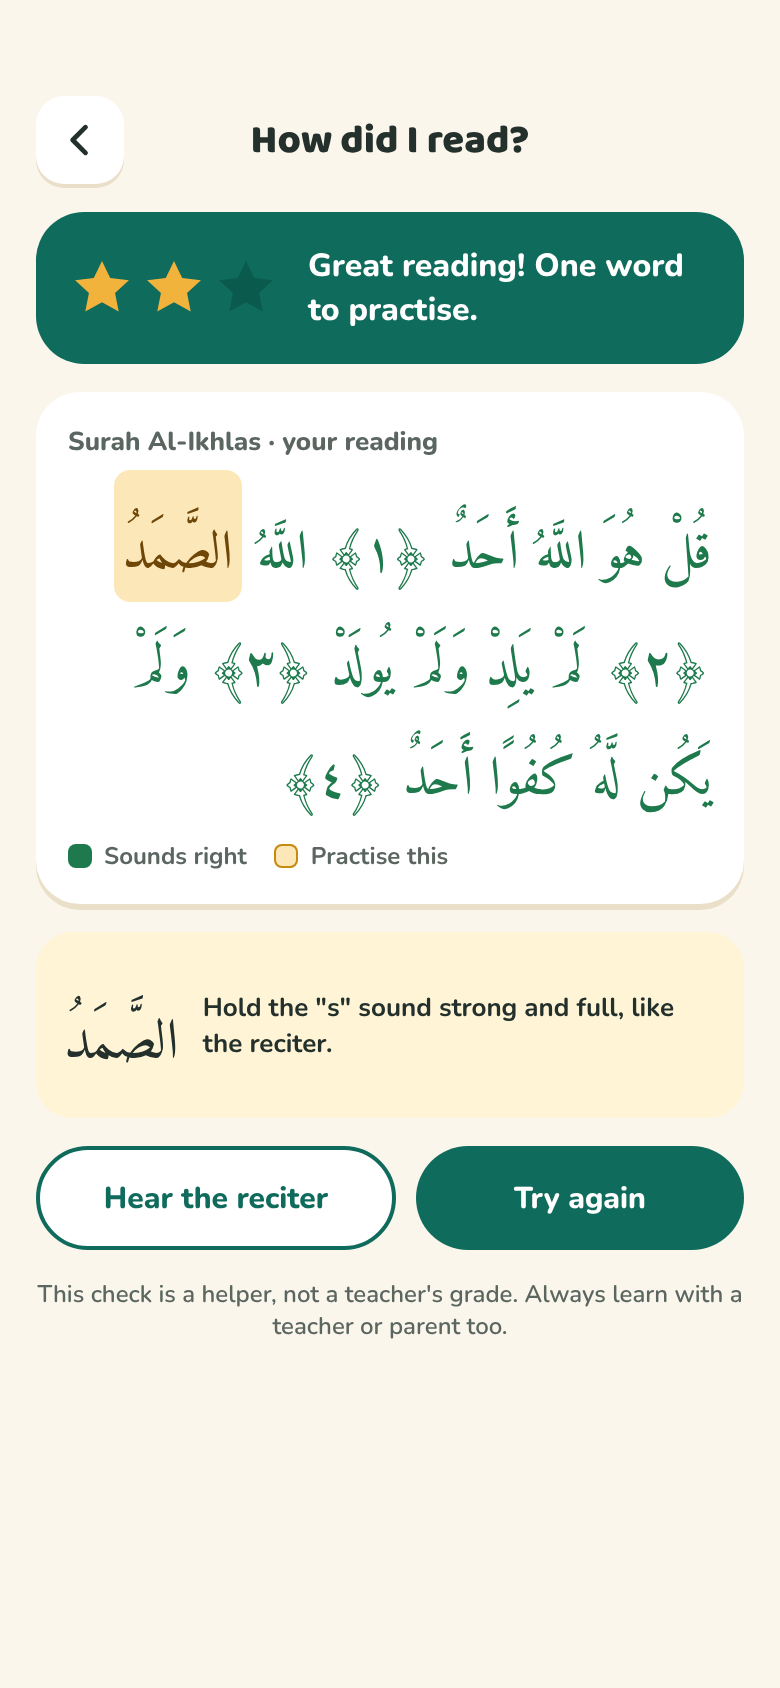 How did I read?
Great reading! One word
to practise.
Surah Al-Ikhlas · your reading
قُلْ هُوَ اللَّهُ أَحَدٌ ﴿١﴾ اللَّهُ الصَّمَدُ
﴿٢﴾ لَمْ يَلِدْ وَلَمْ يُولَدْ ﴿٣﴾ وَلَمْ
يَكُن لَّهُ كُفُوًا أَحَدٌ ﴿٤﴾
Sounds right
Practise this
الصَّمَدُ
Hold the "s" sound strong and full, like
the reciter.
Hear the reciter
Try again
This check is a helper, not a teacher's grade. Always learn with a
teacher or parent too.